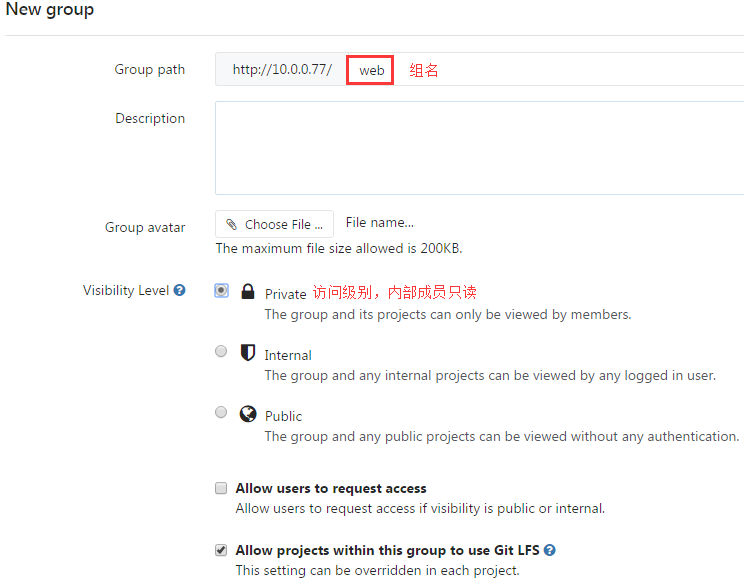 New group
Group path http://10.0.0.77/ web 组名
Description
Group avatar Choose File ... File name...
The maximum file size allowed is 200KB.
Visibility Level ? Private 访问级别，内部成员只读
The group and its projects can only be viewed by members.
Internal
The group and any internal projects can be viewed by any logged in user.
Public
The group and any public projects can be viewed without any authentication.
Allow users to request access
Allow users to request access if visibility is public or internal.
Allow projects within this group to use Git LFS ?
This setting can be overridden in each project.